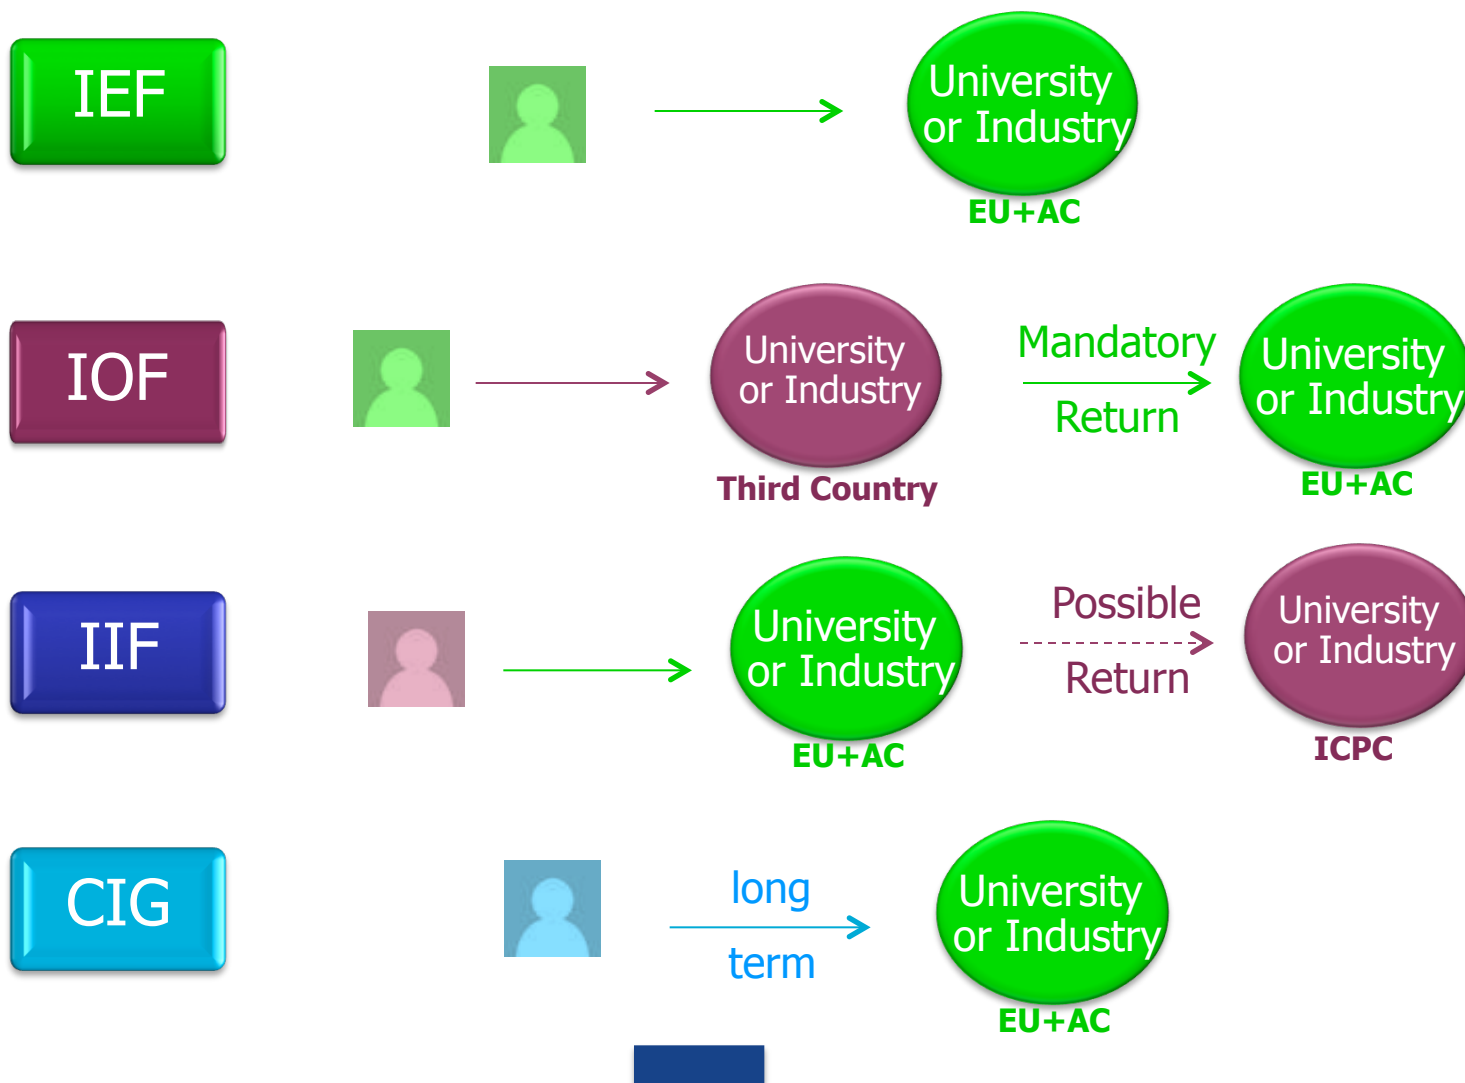 IEF
University
or Industry
EU+AC
IOF
University
or Industry
Third Country
Mandatory
Return
University
or Industry
EU+AC
IIF
University
or Industry
EU+AC
Possible
Return
University
or Industry
ICPC
CIG
long
term
University
or Industry
EU+AC